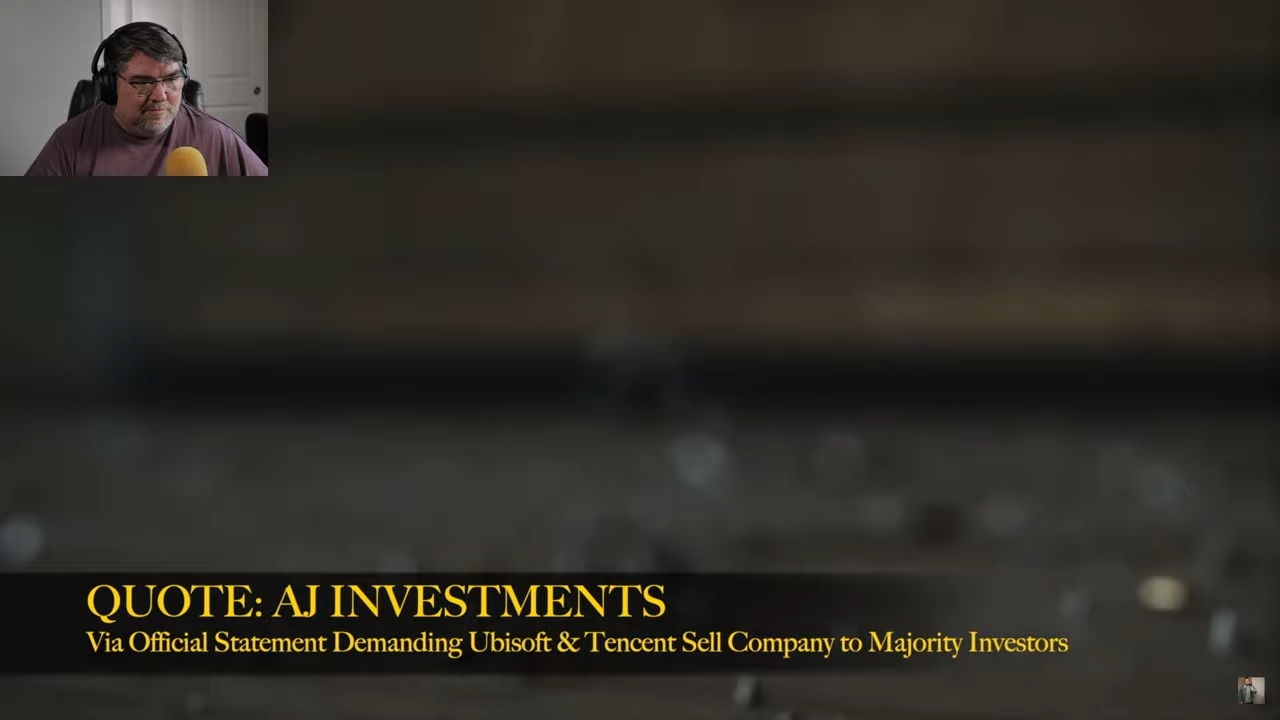 QUOTE: AJ INVESTMENTS
Via Official Statement Demanding Ubisoft & Tencent Sell Company to Majority Investors